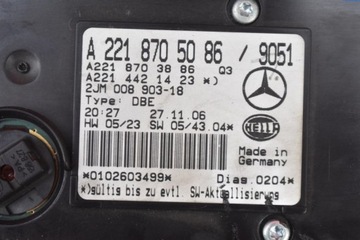 A 221 870 50 86 / 9051
A221 870 38 86 Q3
A221 442 14 23 *)
2JM 008 903-18
Type: DBE
20:27 27.11.06
HW 05/23 SW 05/43.04*)
HELLA
Made in
Germany
*0102603499* Diag.0204*
*)gültig bis zu evtl. SW-Aktualisierung